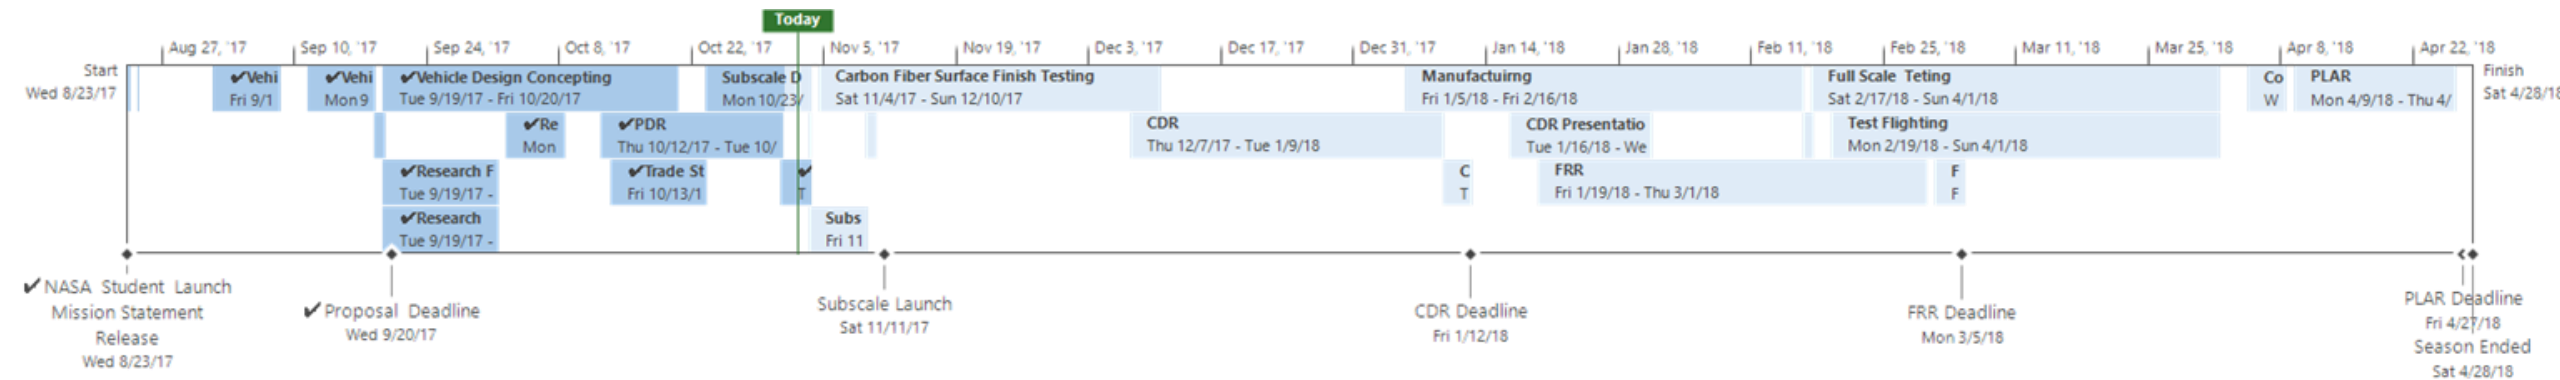 Today
Aug 27, '17
Sep 10, '17
Sep 24, '17
Oct 8, '17
Oct 22, '17
Nov 5, '17
Nov 19, '17
Dec 3, '17
Dec 17, '17
Dec 31, '17
Jan 14, '18
Jan 28, '18
Feb 11, '18
Feb 25, '18
Mar 11, '18
Mar 25, '18
Apr 8, '18
Apr 22, '18
Start
Wed 8/23/17
✔Vehi
Fri 9/1
✔Vehi
Mon 9
✔Vehicle Design Concepting
Tue 9/19/17 - Fri 10/20/17
Subscale D
Mon 10/23/
Carbon Fiber Surface Finish Testing
Sat 11/4/17 - Sun 12/10/17
Manufactuirng
Fri 1/5/18 - Fri 2/16/18
Full Scale Teting
Sat 2/17/18 - Sun 4/1/18
Co
W
PLAR
Mon 4/9/18 - Thu 4/
Finish
Sat 4/28/18
✔Re
Mon
✔PDR
Thu 10/12/17 - Tue 10/
CDR
Thu 12/7/17 - Tue 1/9/18
CDR Presentatio
Tue 1/16/18 - We
Test Flighting
Mon 2/19/18 - Sun 4/1/18
✔Research F
Tue 9/19/17 -
✔Trade St
Fri 10/13/1
✔
T
C
T
FRR
Fri 1/19/18 - Thu 3/1/18
F
F
✔Research
Tue 9/19/17 -
Subs
Fri 11
✔NASA Student Launch
Mission Statement
Release
Wed 8/23/17
✔Proposal Deadline
Wed 9/20/17
Subscale Launch
Sat 11/11/17
CDR Deadline
Fri 1/12/18
FRR Deadline
Mon 3/5/18
PLAR Deadline
Fri 4/27/18
Season Ended
Sat 4/28/18